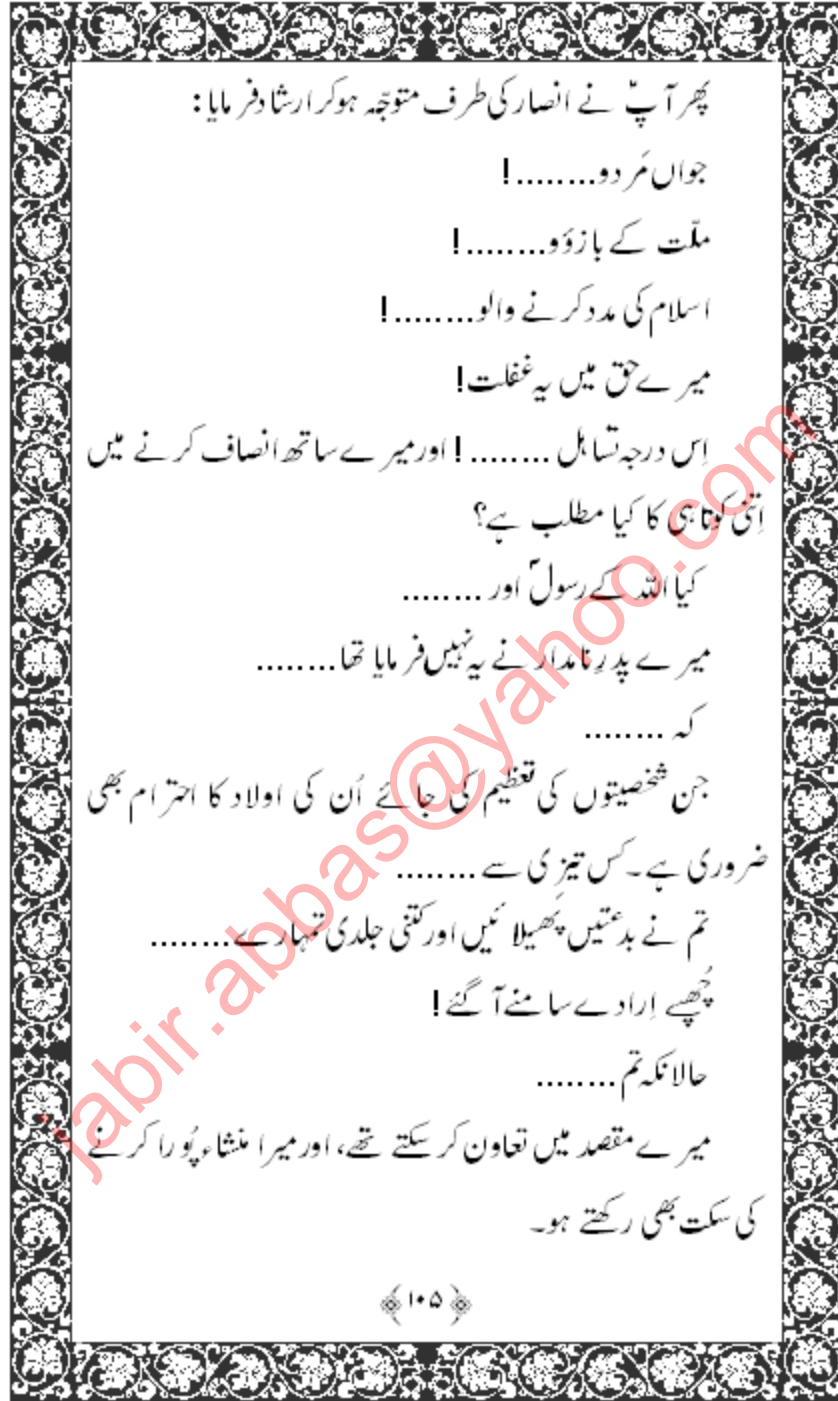 پھر آپؑ نے انصار کی طرف متوجّہ ہوکر ارشاد فرمایا:
جواں مَردو.........!
ملّت کے بازؤو.........!
اسلام کی مدد کرنے والو.........!
میرے حق میں یہ غفلت!
اِس درجہ تساہل .........! اور میرے ساتھ انصاف کرنے میں
اِتنی کوتاہی کا کیا مطلب ہے؟
کیا اللہ کے رسولؐ اور .........
میرے پدرِ نامدار نے یہ نہیں فرمایا تھا.........
کہ .........
جن شخصیتوں کی تعظیم کی جائے اُن کی اولاد کا احترام بھی
ضروری ہے۔ کس تیزی سے .........
تم نے بدعتیں پھیلائیں اور کتنی جلدی تمہارے.........
چُھپے اِرادے سامنے آگئے!
حالانکہ تم .........
میرے مقصد میں تعاون کرسکتے تھے، اور میرا منشاء پُورا کرنے
کی سکت بھی رکھتے ہو۔
۱۰۵
jabir.abbas@yahoo.com